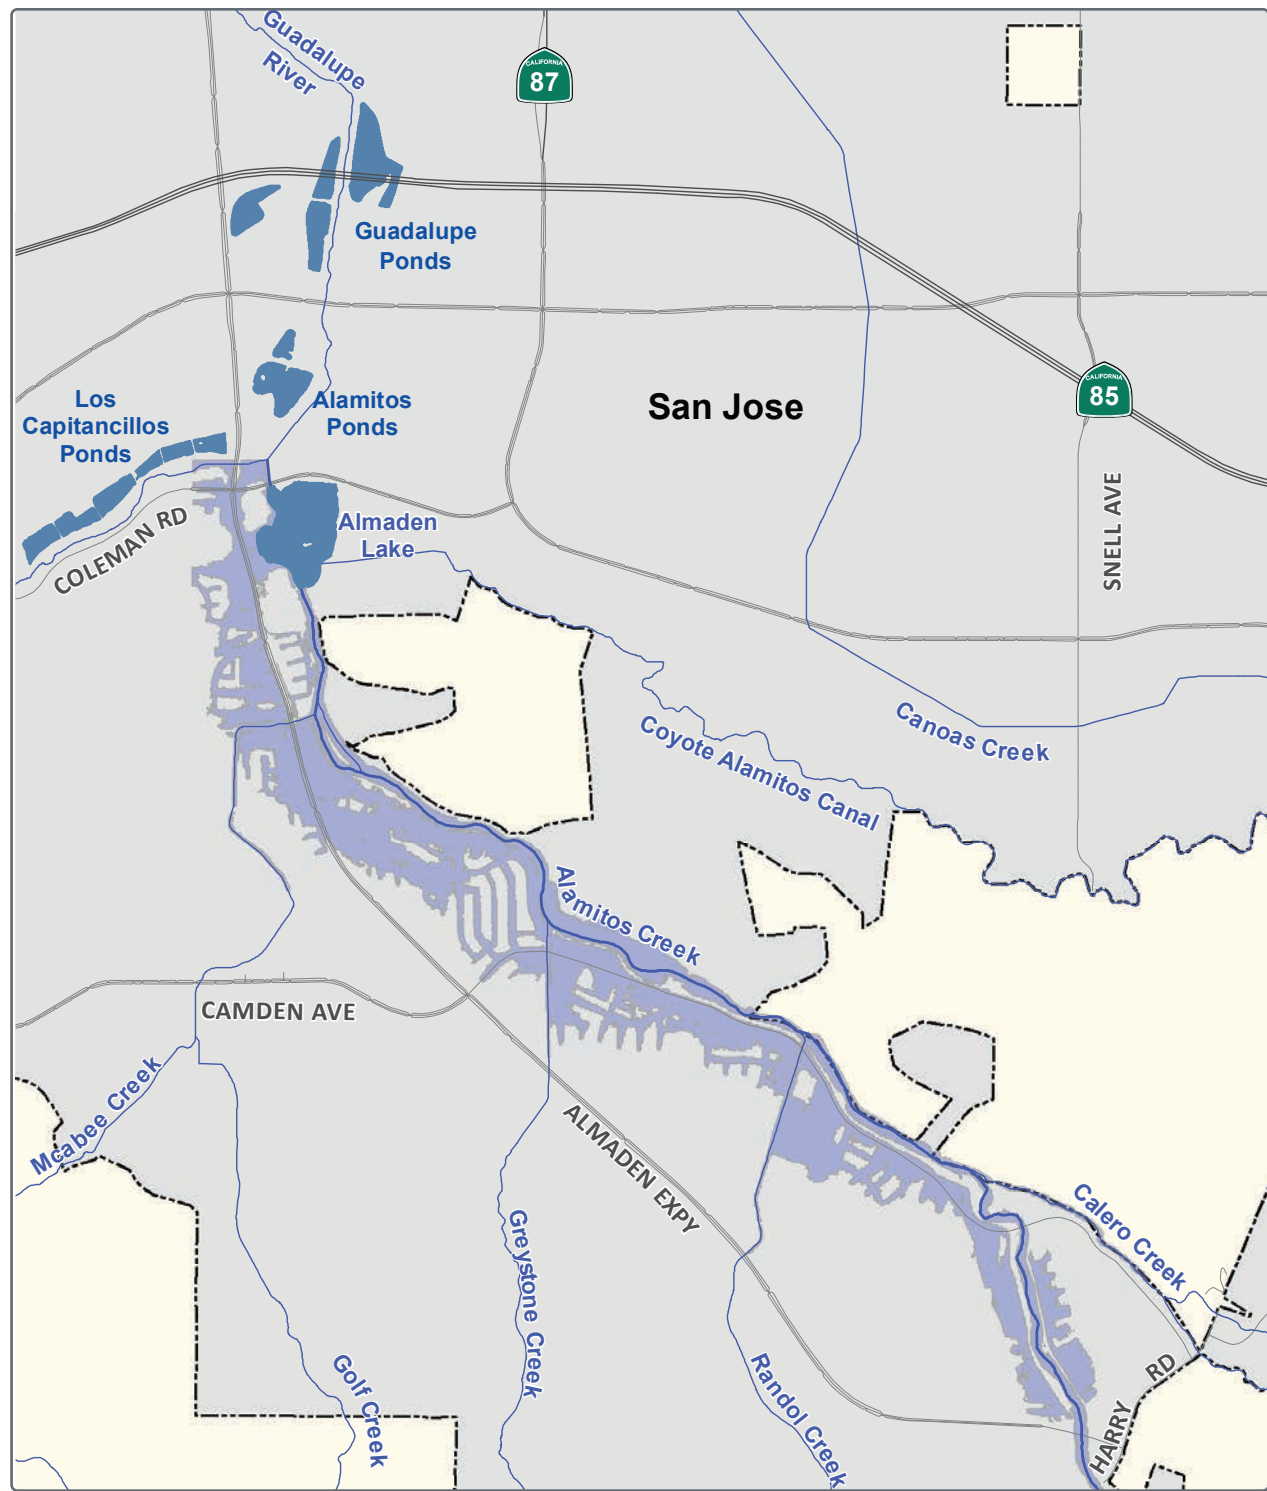 Guadalupe
River
CALIFORNIA
87
Guadalupe
Ponds
Los
Capitancillos
Ponds
Alamitos
Ponds
San Jose
CALIFORNIA
85
COLEMAN RD
Almaden
Lake
SNELL AVE
Canoas Creek
Coyote Alamitos Canal
Alamitos Creek
CAMDEN AVE
Mcabee Creek
ALMADEN EXPY
Calero Creek
Greystone Creek
Golf Creek
Randol Creek
HARRY RD